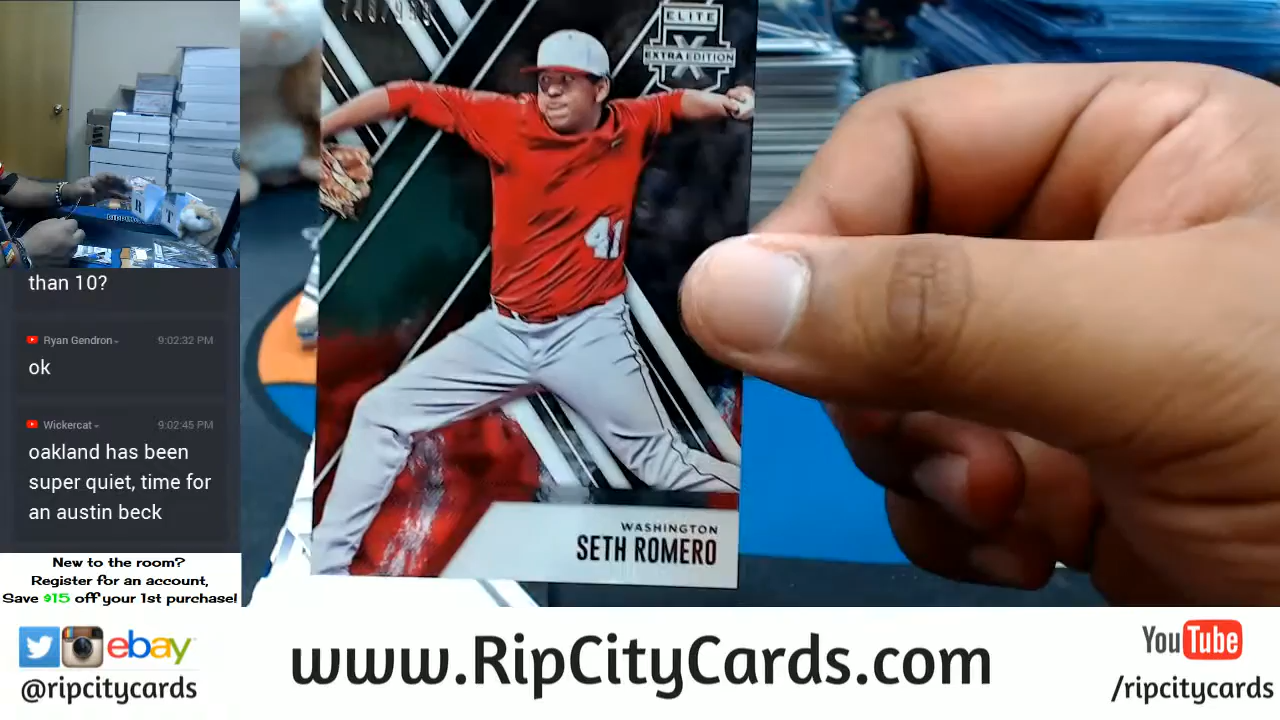 than 10?
Ryan Gendron
9:02:32 PM
ok
Wickercat
9:02:45 PM
oakland has been
super quiet, time for
an austin beck
New to the room?
Register for an account,
Save $15 off your 1st purchase!
ELITE
EXTRA EDITION
X
41
WASHINGTON
SETH ROMERO
ebay
@ripcitycards
www.RipCityCards.com
YouTube
/ripcitycards